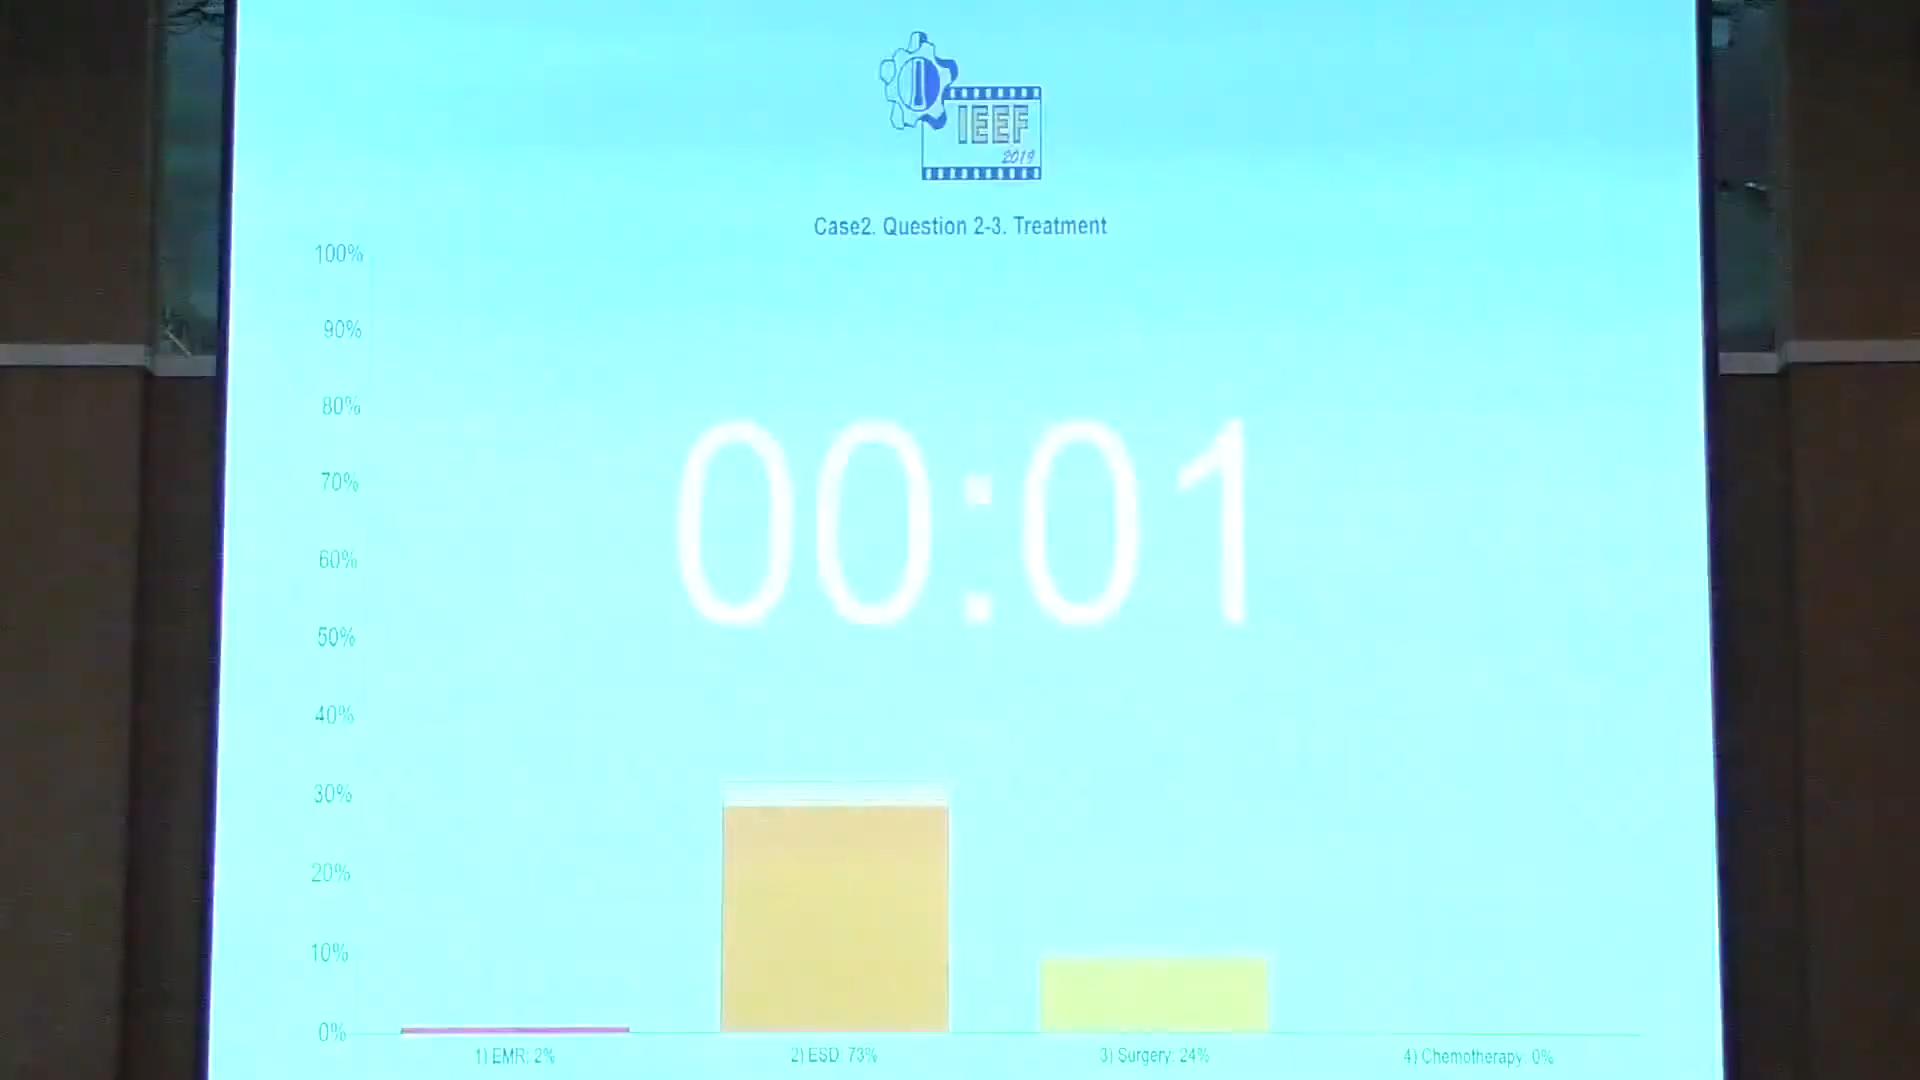 IEEF
2019
Case2. Question 2-3. Treatment
100%
90%
80%
70%
60%
50%
40%
30%
20%
10%
0%
00:01
1) EMR: 2%
2) ESD: 73%
3) Surgery: 24%
4) Chemotherapy: 0%